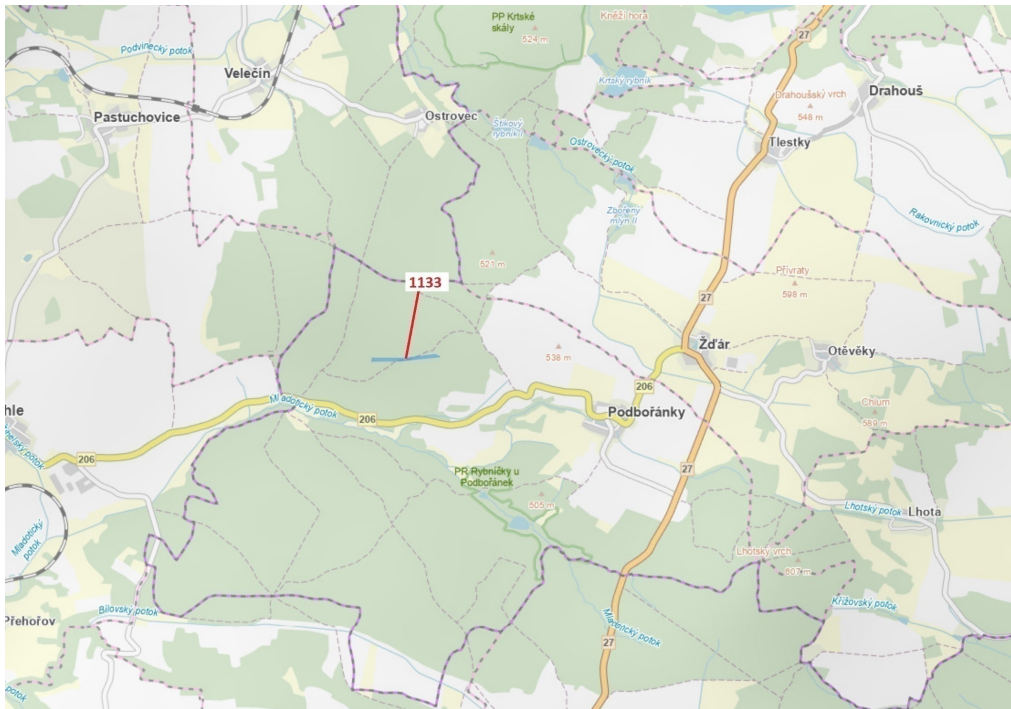 PP Krtské
skály
524 m
Kněží hora
27
Podvinecký potok
Velečín
Krtský rybník
Drahouš
Drahoušský vrch
548 m
Pastuchovice
Ostrovec
Štikový
rybník I
Ostrovecký potok
Tlestky
Zbořený
mlýn II
Rakovnický potok
521 m
Přívraty
598 m
1133
27
Žďár
Otěvěky
538 m
206
Chlum
589 m
Mladotický potok
hle
206
Podbořánky
206
27
PR Rybníčky u
Podbořánek
505 m
Lhotský potok
Lhota
Mladotický
potok
Lhotský vrch
607 m
Křížovský potok
Přehořov
Bílovský potok
27
potok